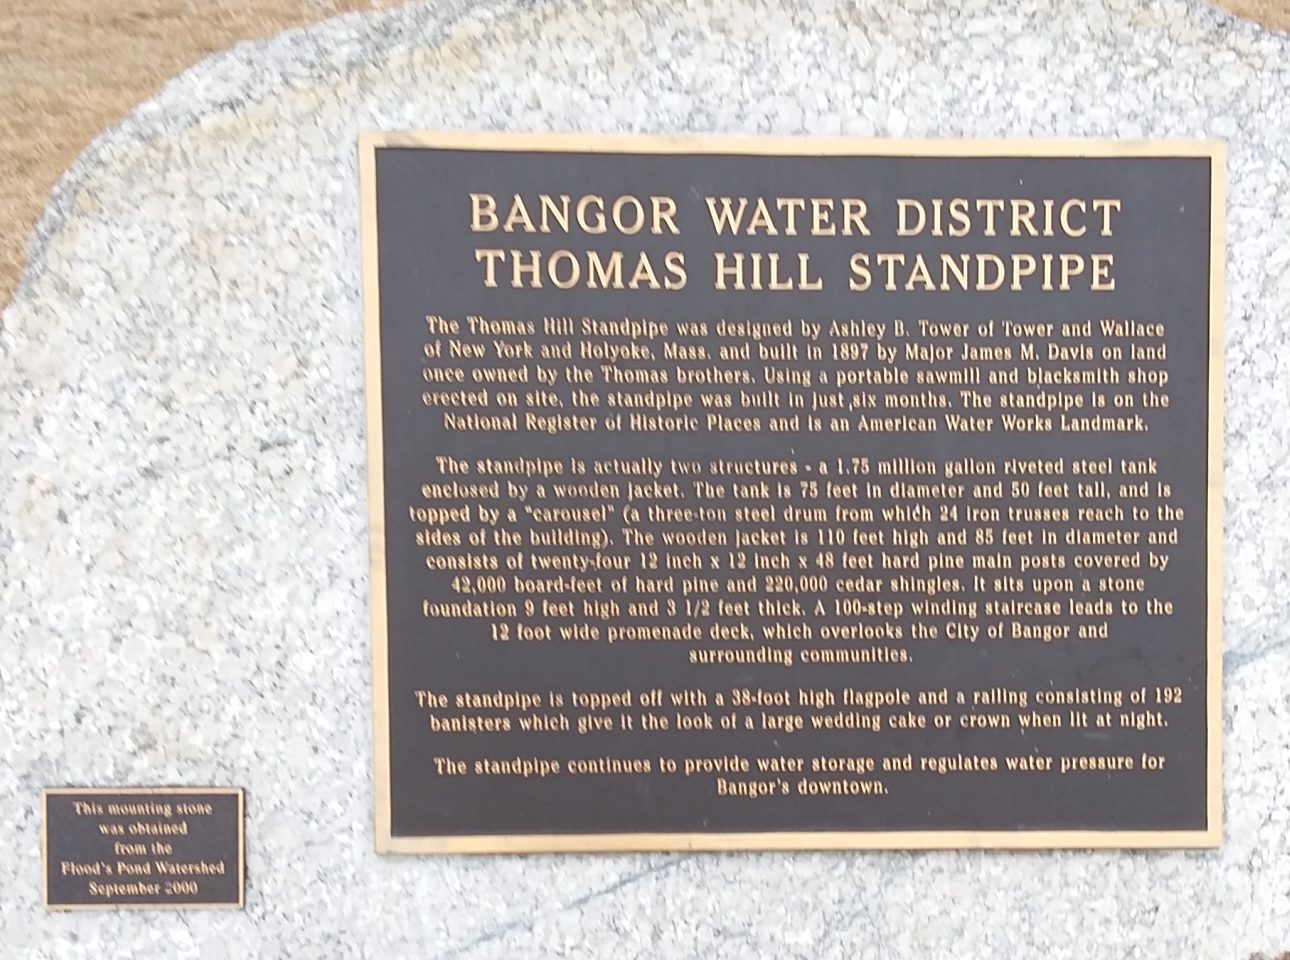 BANGOR WATER DISTRICT
THOMAS HILL STANDPIPE
The Thomas Hill Standpipe was designed by Ashley B. Tower of Tower and Wallace
of New York and Holyoke, Mass. and built in 1897 by Major James M. Davis on land
once owned by the Thomas brothers. Using a portable sawmill and blacksmith shop
erected on site, the standpipe was built in just six months. The standpipe is on the
National Register of Historic Places and is an American Water Works Landmark.
The standpipe is actually two structures - a 1.75 million gallon riveted steel tank
enclosed by a wooden jacket. The tank is 75 feet in diameter and 50 feet tall, and is
topped by a "carousel" (a three-ton steel drum from which 24 iron trusses reach to the
sides of the building). The wooden jacket is 110 feet high and 85 feet in diameter and
consists of twenty-four 12 inch x 12 inch x 48 feet hard pine main posts covered by
42,000 board-feet of hard pine and 220,000 cedar shingles. It sits upon a stone
foundation 9 feet high and 3 1/2 feet thick. A 100-step winding staircase leads to the
12 foot wide promenade deck, which overlooks the City of Bangor and
surrounding communities.
The standpipe is topped off with a 38-foot high flagpole and a railing consisting of 192
banisters which give it the look of a large wedding cake or crown when lit at night.
The standpipe continues to provide water storage and regulates water pressure for
Bangor's downtown.
This mounting stone
was obtained
from the
Flood's Pond Watershed
September 2000